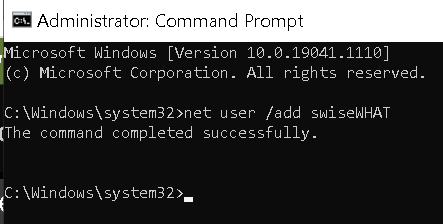 Administrator: Command Prompt
Microsoft Windows [Version 10.0.19041.1110]
(c) Microsoft Corporation. All rights reserved.
C:\Windows\system32>net user /add swiseWHAT
The command completed successfully.
C:\Windows\system32>